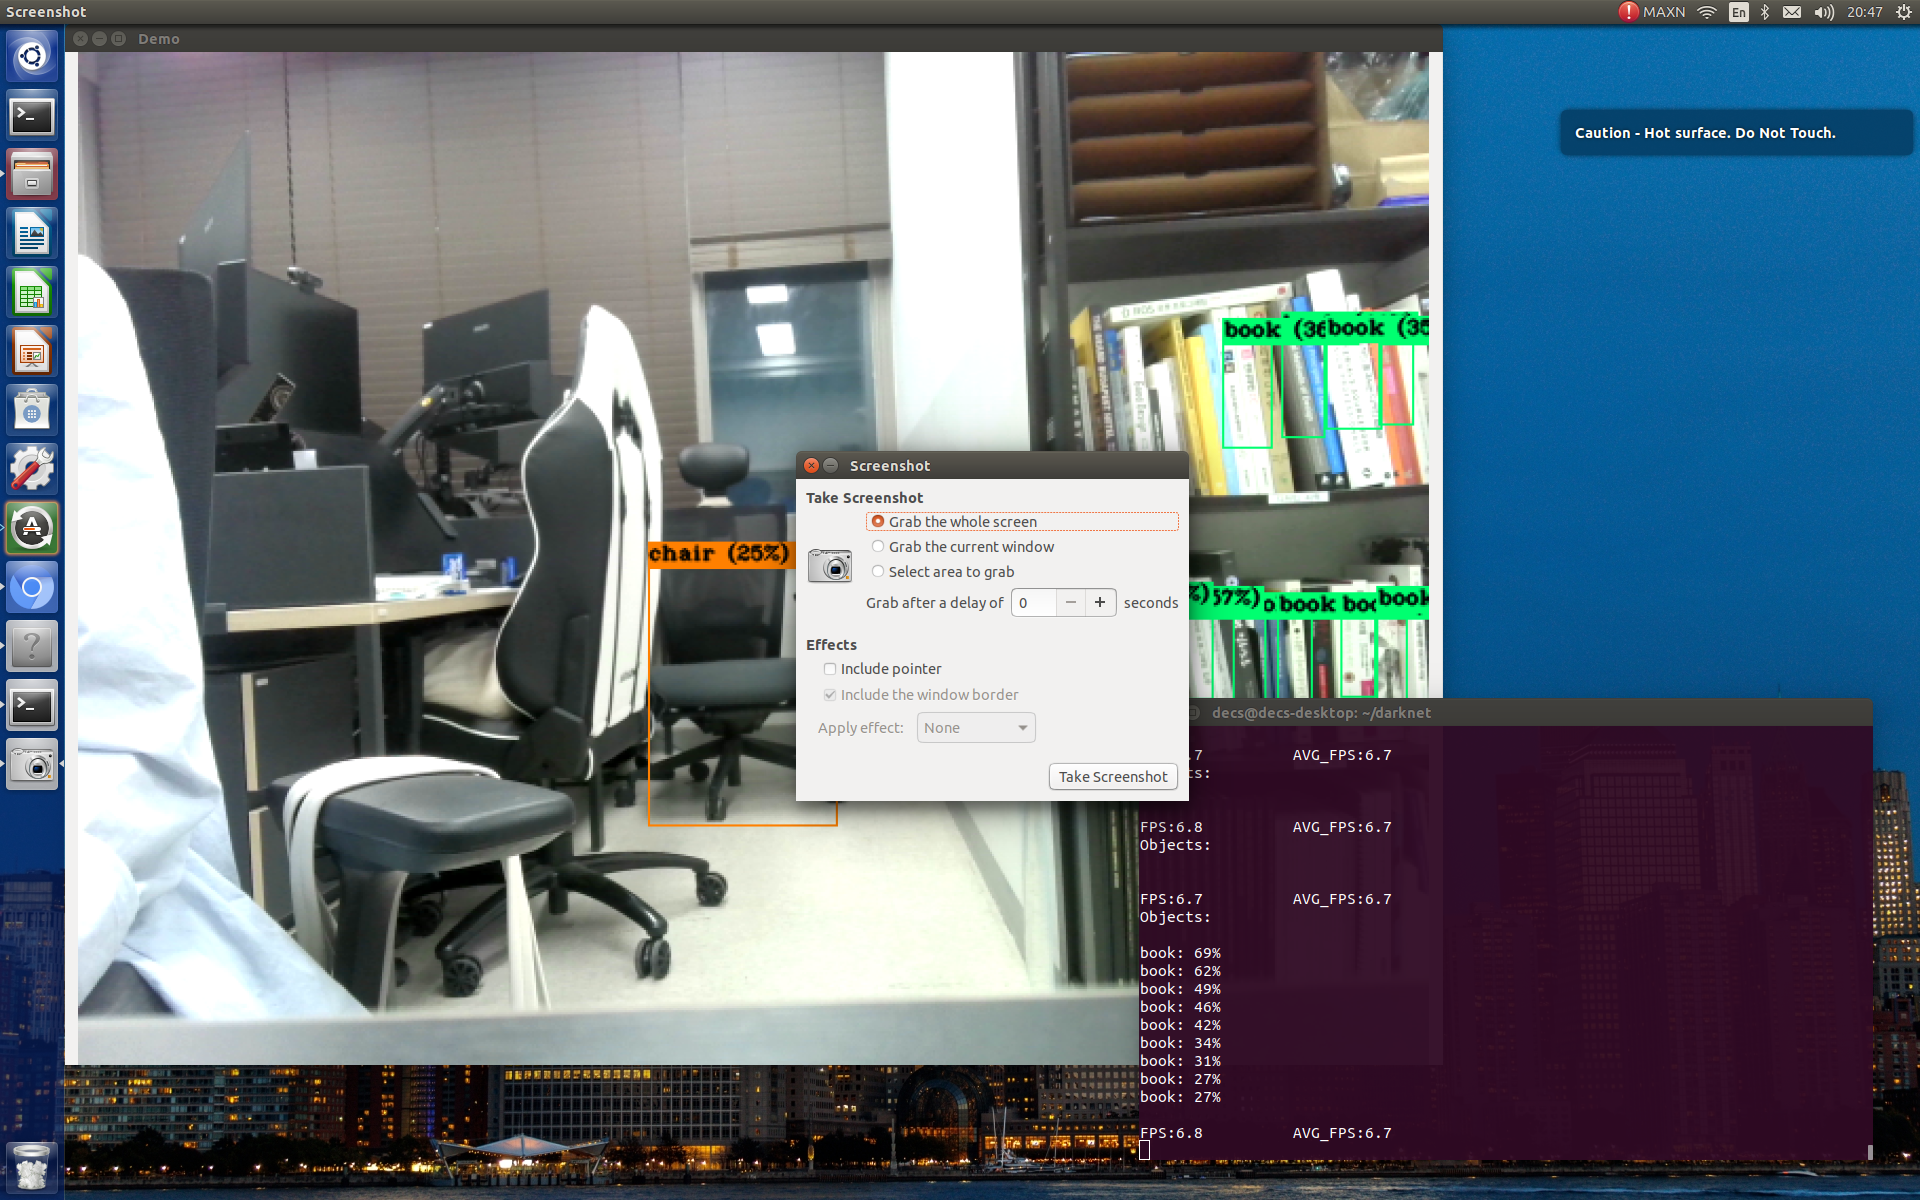 Screenshot
MAXN
En
20:47
Demo
Caution - Hot surface. Do Not Touch.
book (36
book (35
chair (25%)
%)
57%)
book
book
Screenshot
Take Screenshot
Grab the whole screen
Grab the current window
Select area to grab
Grab after a delay of 0 seconds
Effects
Include pointer
Include the window border
Apply effect: None
Take Screenshot
decs@decs-desktop: ~/darknet
.7 AVG_FPS:6.7
cs:
FPS:6.8 AVG_FPS:6.7
Objects:
FPS:6.7 AVG_FPS:6.7
Objects:
book: 69%
book: 62%
book: 49%
book: 46%
book: 42%
book: 34%
book: 31%
book: 27%
book: 27%
FPS:6.8 AVG_FPS:6.7